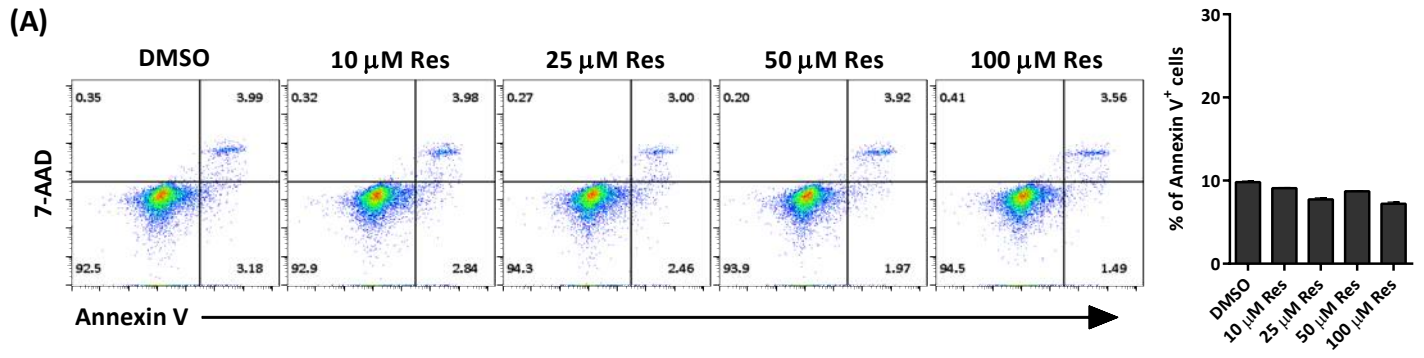 (A)
DMSO
10 μM Res
25 μM Res
50 μM Res
100 μM Res
7-AAD
0.35
3.99
92.5
3.18
0.32
3.98
92.9
2.84
0.27
3.00
94.3
2.46
0.20
3.92
93.9
1.97
0.41
3.56
94.5
1.49
Annexin V
% of Annexin V⁺ cells
30
20
10
0
DMSO
10 μM Res
25 μM Res
50 μM Res
100 μM Res